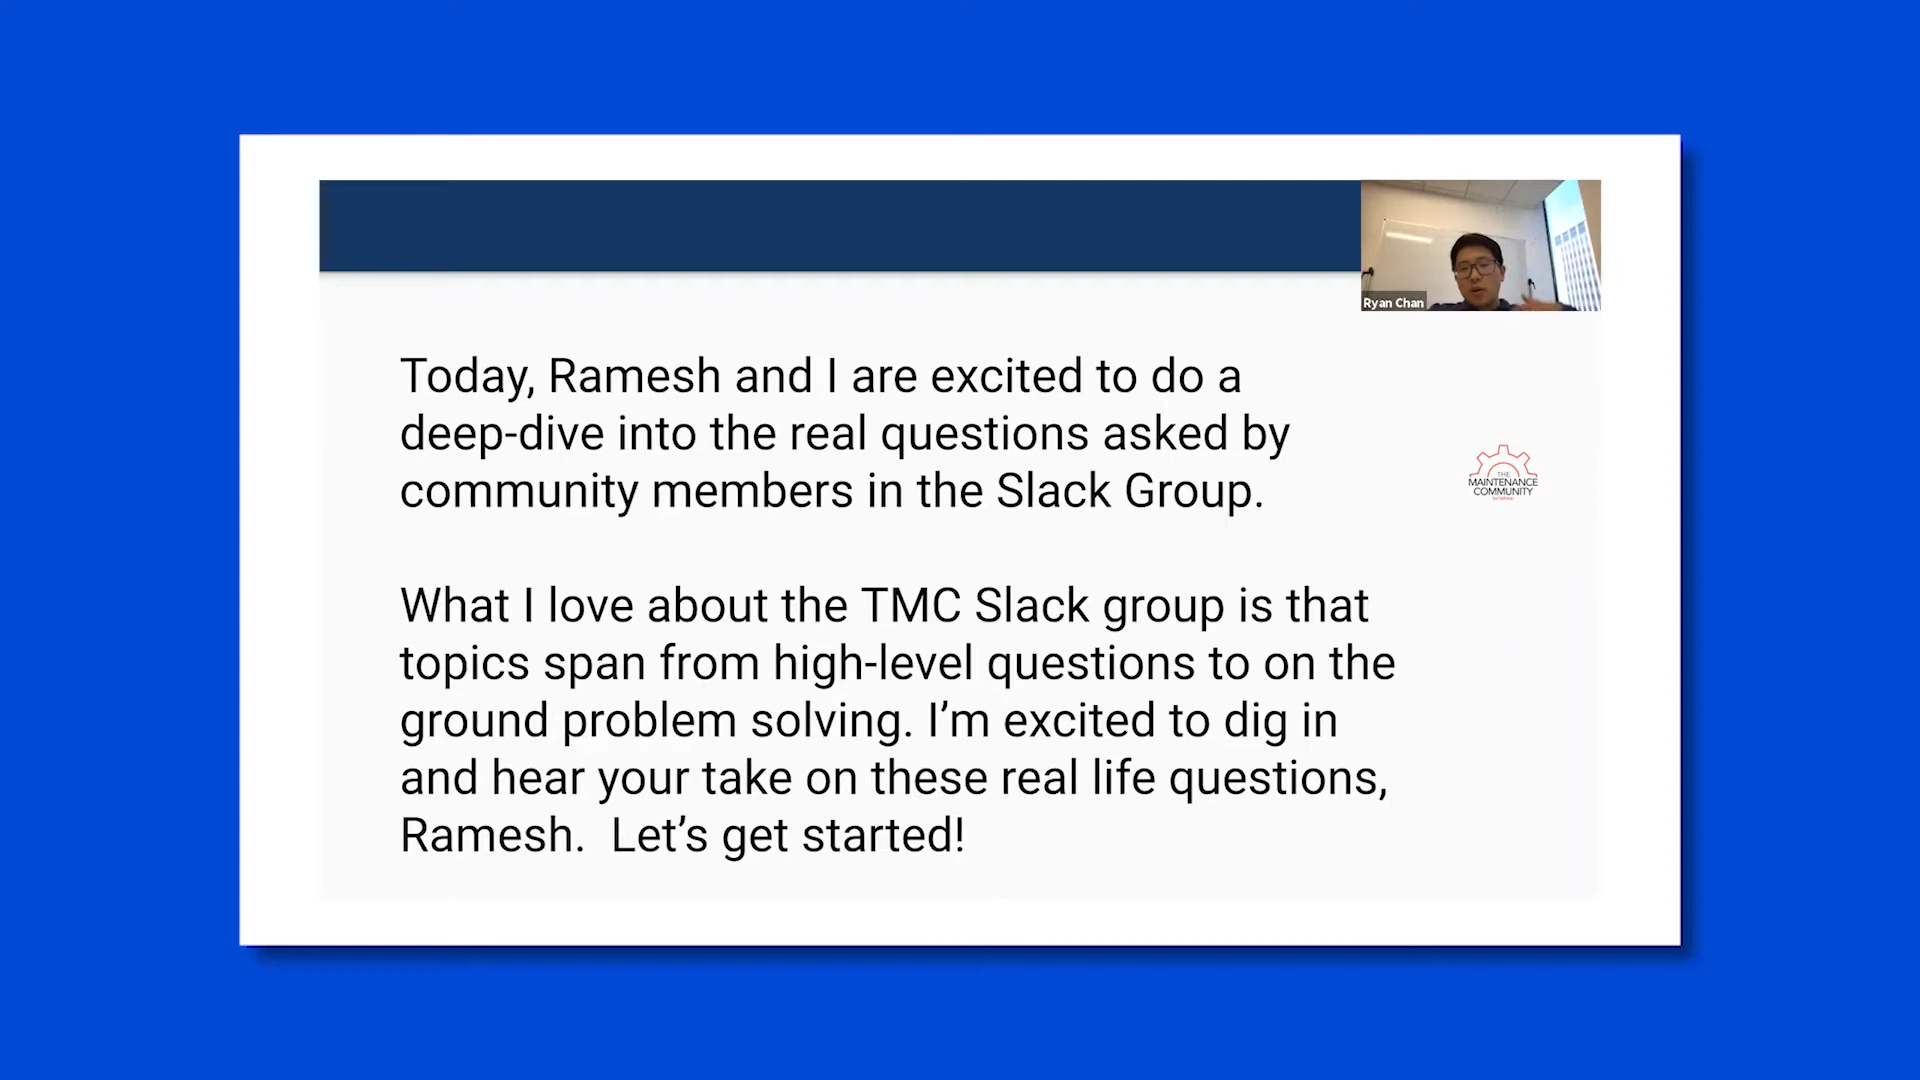 Ryan Chan
Today, Ramesh and I are excited to do a
deep-dive into the real questions asked by
community members in the Slack Group.
THE
MAINTENANCE
COMMUNITY
What I love about the TMC Slack group is that
topics span from high-level questions to on the
ground problem solving. I’m excited to dig in
and hear your take on these real life questions,
Ramesh.  Let’s get started!